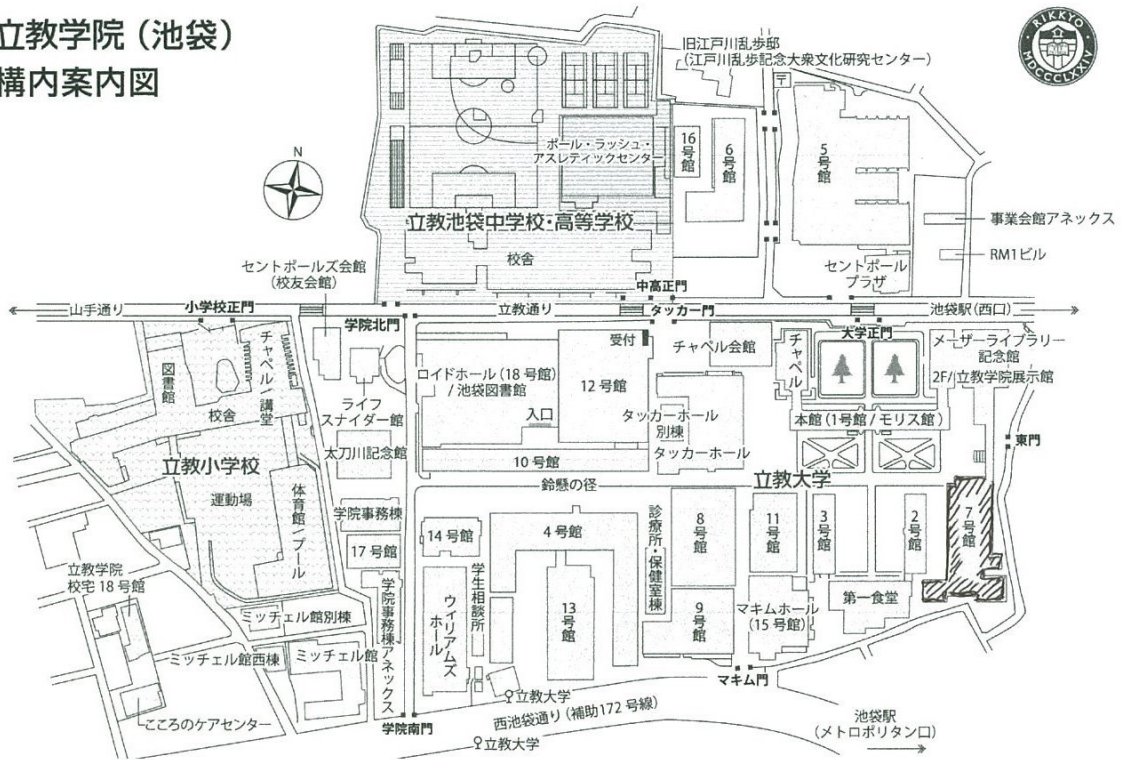 立教学院(池袋)
構内案内図
RIKKYO
MDCCCLXXIV
N
旧江戸川乱歩邸
(江戸川乱歩記念大衆文化研究センター)
〒
ポール・ラッシュ・
アスレティックセンター
16号館
6号館
5号館
立教池袋中学校・高等学校
校舎
事業会館アネックス
RM1ビル
セントポール
プラザ
セントポールズ会館
(校友会館)
中高正門
山手通り
小学校正門
学院北門
立教通り
タッカー門
大学正門
池袋駅(西口)
図書館
チャペル/講堂
校舎
ライフ
スナイダー館
太刀川記念館
ロイドホール(18号館)
/池袋図書館
受付
12号館
入口
チャペル会館
チャペル
メーザーライブラリー
記念館
2F/立教学院展示館
タッカーホール
別棟
タッカーホール
本館(1号館/モリス館)
東門
10号館
立教小学校
運動場
体育館/プール
鈴懸の径
立教大学
学院事務棟
17号館
14号館
4号館
診療所・保健室棟
8号館
11号館
3号館
2号館
7号館
立教学院
校宅18号館
学院事務棟アネックス
ウイリアムズ
ホール
学生相談所
13号館
9号館
マキムホール
(15号館)
第一食堂
ミッチェル館別棟
ミッチェル館西棟
ミッチェル館
こころのケアセンター
マキム門
立教大学
西池袋通り(補助172号線)
学院南門
立教大学
池袋駅
(メトロポリタン口)